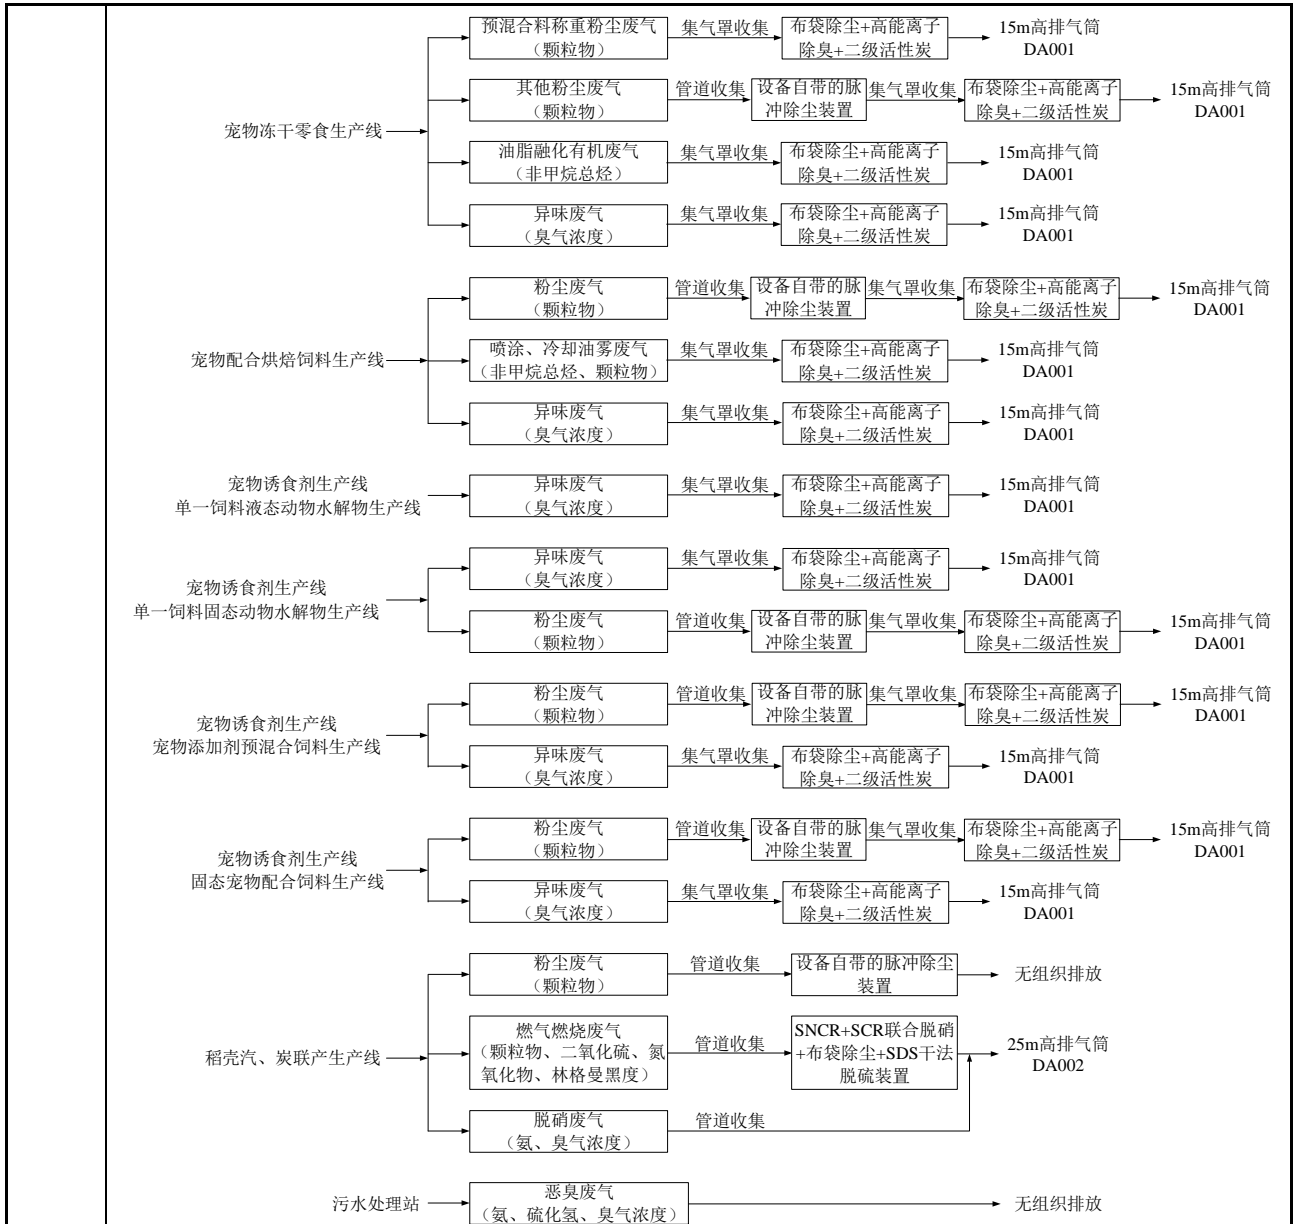 预混合料称重粉尘废气
（颗粒物）
集气罩收集
布袋除尘+高能离子
除臭+二级活性炭
15m高排气筒
DA001
其他粉尘废气
（颗粒物）
管道收集
设备自带的脉
冲除尘装置
集气罩收集
布袋除尘+高能离子
除臭+二级活性炭
15m高排气筒
DA001
宠物冻干零食生产线
油脂融化有机废气
（非甲烷总烃）
集气罩收集
布袋除尘+高能离子
除臭+二级活性炭
15m高排气筒
DA001
异味废气
（臭气浓度）
集气罩收集
布袋除尘+高能离子
除臭+二级活性炭
15m高排气筒
DA001
粉尘废气
（颗粒物）
管道收集
设备自带的脉
冲除尘装置
集气罩收集
布袋除尘+高能离子
除臭+二级活性炭
15m高排气筒
DA001
宠物配合烘焙饲料生产线
喷涂、冷却油雾废气
（非甲烷总烃、颗粒物）
集气罩收集
布袋除尘+高能离子
除臭+二级活性炭
15m高排气筒
DA001
异味废气
（臭气浓度）
集气罩收集
布袋除尘+高能离子
除臭+二级活性炭
15m高排气筒
DA001
宠物诱食剂生产线
单一饲料液态动物水解物生产线
异味废气
（臭气浓度）
集气罩收集
布袋除尘+高能离子
除臭+二级活性炭
15m高排气筒
DA001
宠物诱食剂生产线
单一饲料固态动物水解物生产线
异味废气
（臭气浓度）
集气罩收集
布袋除尘+高能离子
除臭+二级活性炭
15m高排气筒
DA001
粉尘废气
（颗粒物）
管道收集
设备自带的脉
冲除尘装置
集气罩收集
布袋除尘+高能离子
除臭+二级活性炭
15m高排气筒
DA001
宠物诱食剂生产线
宠物添加剂预混合饲料生产线
粉尘废气
（颗粒物）
管道收集
设备自带的脉
冲除尘装置
集气罩收集
布袋除尘+高能离子
除臭+二级活性炭
15m高排气筒
DA001
异味废气
（臭气浓度）
集气罩收集
布袋除尘+高能离子
除臭+二级活性炭
15m高排气筒
DA001
宠物诱食剂生产线
固态宠物配合饲料生产线
粉尘废气
（颗粒物）
管道收集
设备自带的脉
冲除尘装置
集气罩收集
布袋除尘+高能离子
除臭+二级活性炭
15m高排气筒
DA001
异味废气
（臭气浓度）
集气罩收集
布袋除尘+高能离子
除臭+二级活性炭
15m高排气筒
DA001
粉尘废气
（颗粒物）
管道收集
设备自带的脉冲除尘
装置
无组织排放
稻壳汽、炭联产生产线
燃气燃烧废气
（颗粒物、二氧化硫、氮
氧化物、林格曼黑度）
管道收集
SNCR+SCR联合脱硝
+布袋除尘+SDS干法
脱硫装置
25m高排气筒
DA002
脱硝废气
（氨、臭气浓度）
管道收集
污水处理站
恶臭废气
（氨、硫化氢、臭气浓度）
无组织排放